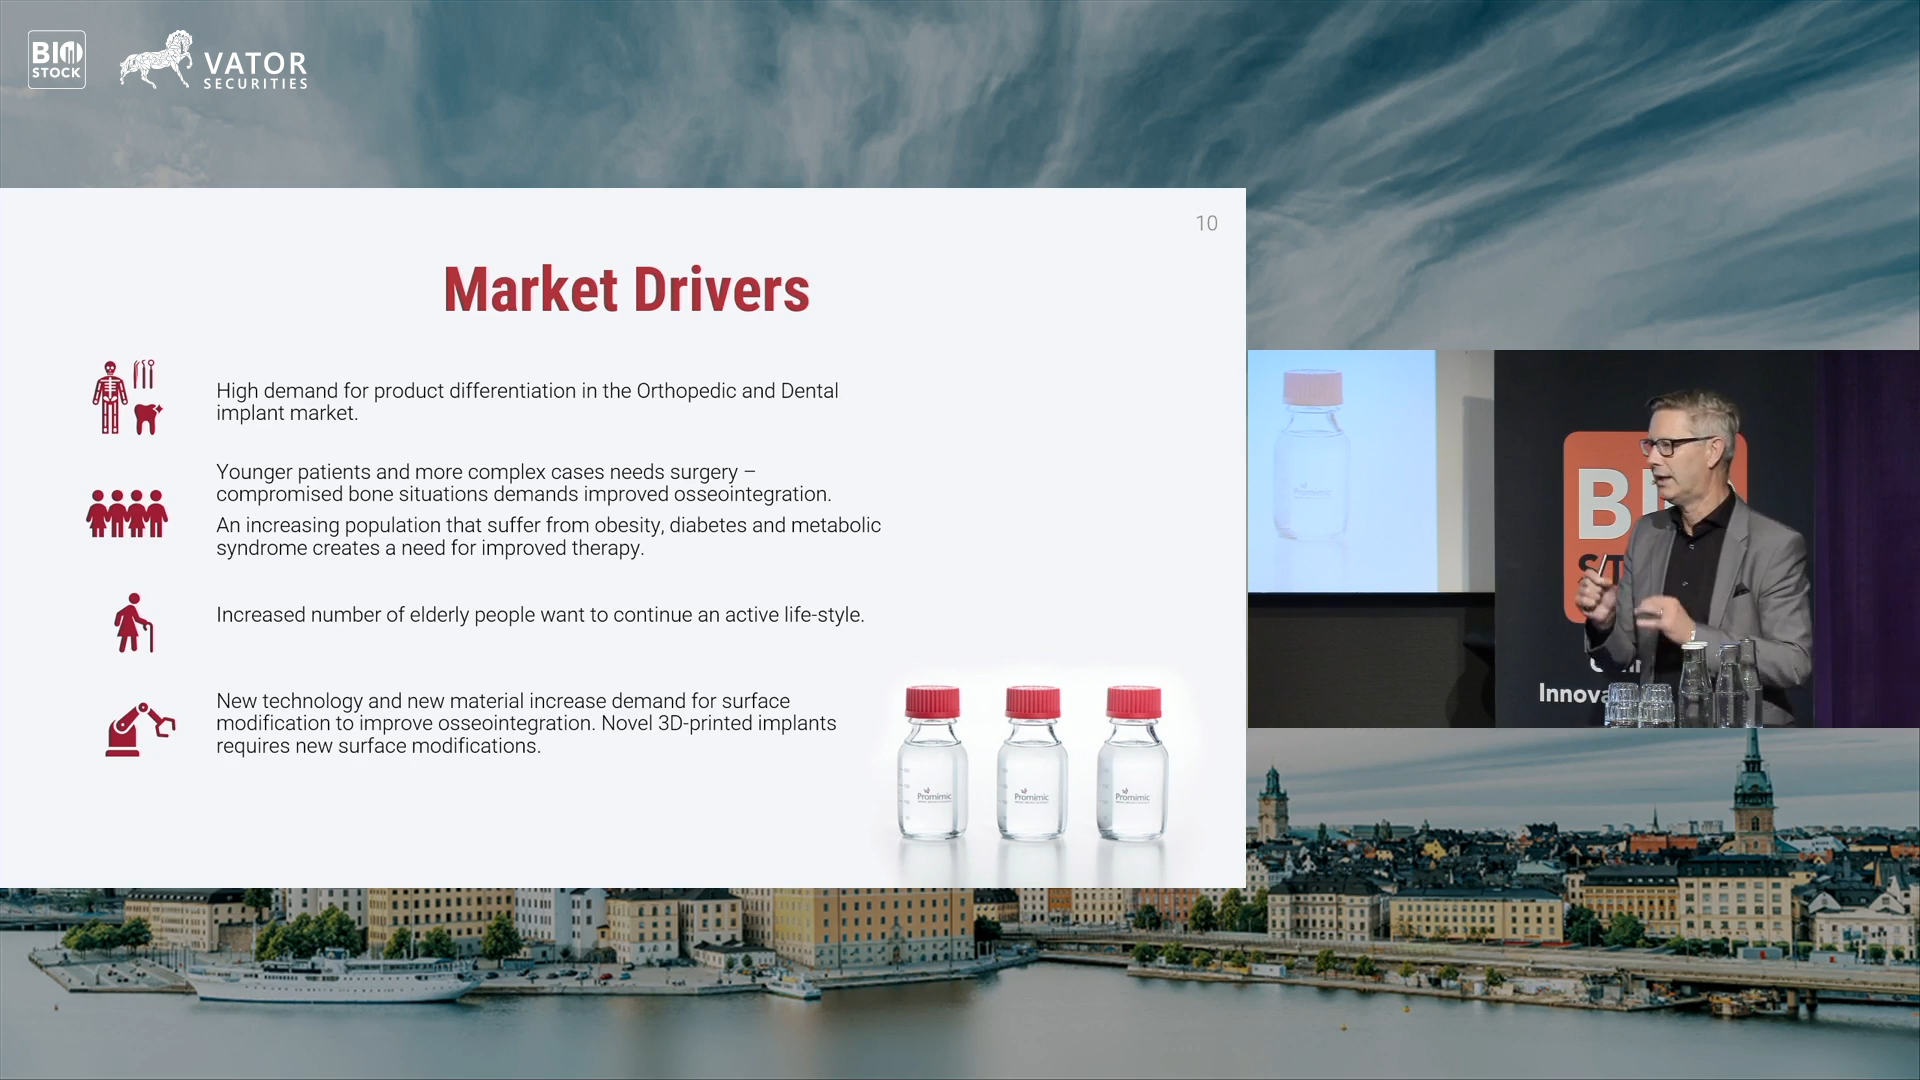 BIO
STOCK
VATOR
SECURITIES
10
Market Drivers
High demand for product differentiation in the Orthopedic and Dental
implant market.
Younger patients and more complex cases needs surgery –
compromised bone situations demands improved osseointegration.
An increasing population that suffer from obesity, diabetes and metabolic
syndrome creates a need for improved therapy.
Increased number of elderly people want to continue an active life-style.
New technology and new material increase demand for surface
modification to improve osseointegration. Novel 3D-printed implants
requires new surface modifications.
Promimic
Promimic
Promimic
Promimic